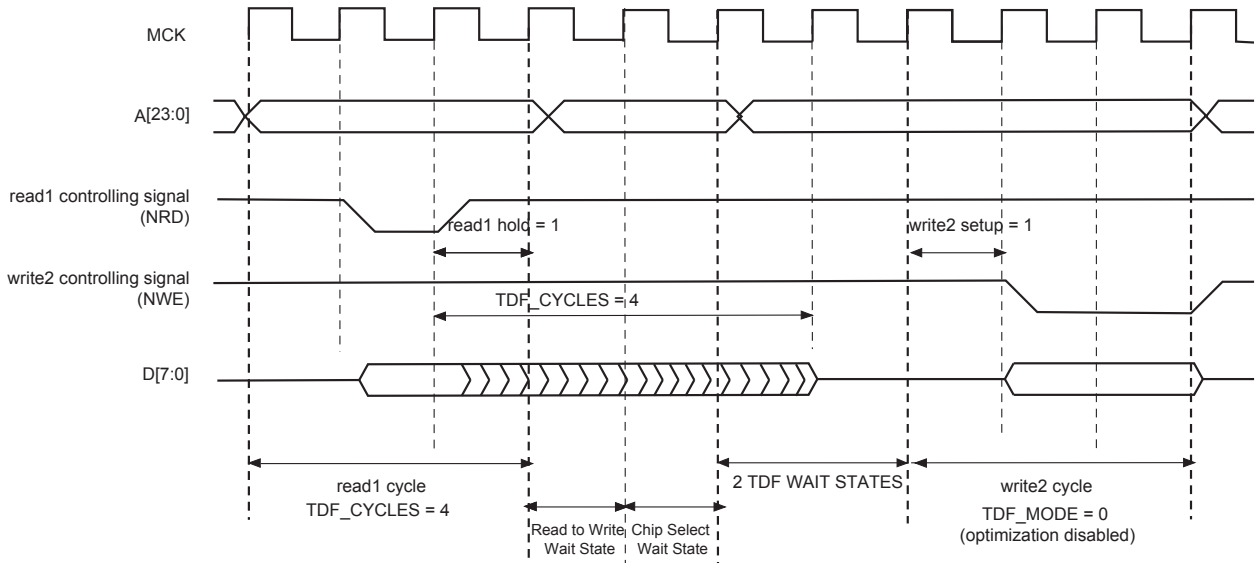 MCK
A[23:0]
read1 controlling signal
(NRD)
read1 hold = 1
write2 setup = 1
write2 controlling signal
(NWE)
TDF_CYCLES = 4
D[7:0]
read1 cycle
TDF_CYCLES = 4
Read to Write
Wait State
Chip Select
Wait State
2 TDF WAIT STATES
write2 cycle
TDF_MODE = 0
(optimization disabled)